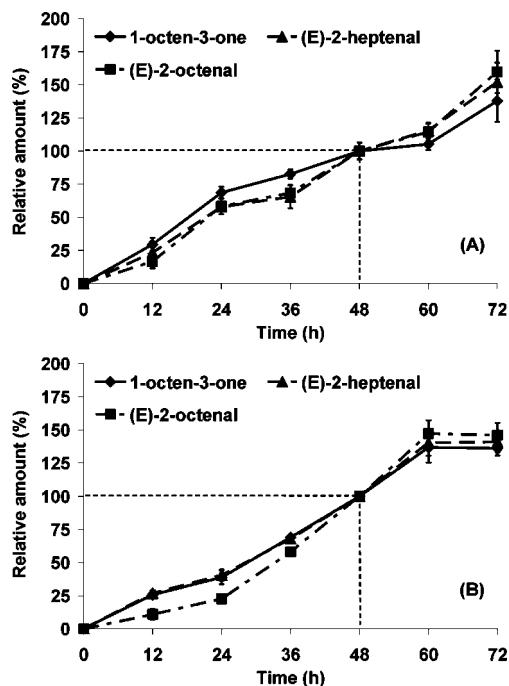 200
1-octen-3-one
(E)-2-heptenal
175
(E)-2-octenal
150
125
100
75
50
25
0
Relative amount (%)
(A)
0 12 24 36 48 60 72
Time (h)
200
1-octen-3-one
(E)-2-heptenal
175
(E)-2-octenal
150
125
100
75
50
25
0
Relative amount (%)
(B)
0 12 24 36 48 60 72
Time (h)